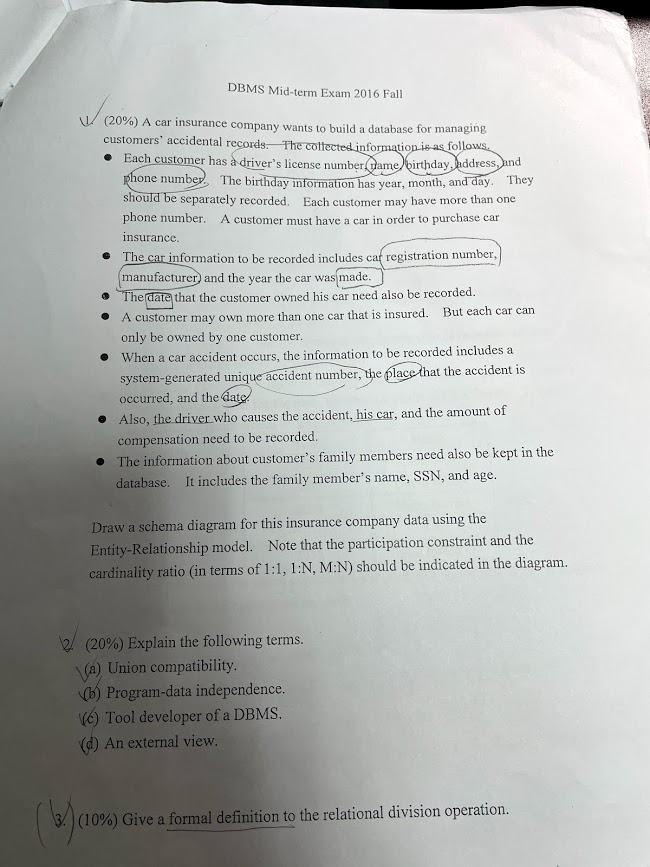 DBMS Mid-term Exam 2016 Fall
1. (20%) A car insurance company wants to build a database for managing
customers' accidental records. The collected information is as follows.
● Each customer has a driver's license number, name, birthday, address, and
phone number. The birthday information has year, month, and day. They
should be separately recorded. Each customer may have more than one
phone number. A customer must have a car in order to purchase car
insurance.
● The car information to be recorded includes car registration number,
manufacturer, and the year the car was made.
● The date that the customer owned his car need also be recorded.
● A customer may own more than one car that is insured. But each car can
only be owned by one customer.
● When a car accident occurs, the information to be recorded includes a
system-generated unique accident number, the place that the accident is
occurred, and the date.
● Also, the driver who causes the accident, his car, and the amount of
compensation need to be recorded.
● The information about customer's family members need also be kept in the
database. It includes the family member's name, SSN, and age.
Draw a schema diagram for this insurance company data using the
Entity-Relationship model. Note that the participation constraint and the
cardinality ratio (in terms of 1:1, 1:N, M:N) should be indicated in the diagram.
2. (20%) Explain the following terms.
(a) Union compatibility.
(b) Program-data independence.
(c) Tool developer of a DBMS.
(d) An external view.
3. (10%) Give a formal definition to the relational division operation.